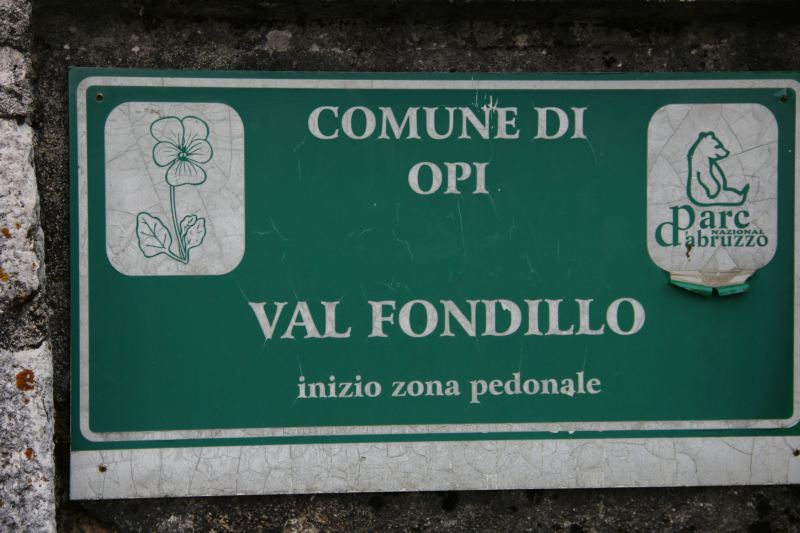 COMUNE DI
OPI
Parc
NAZIONAL
d'abruzzo
VAL FONDILLO
inizio zona pedonale